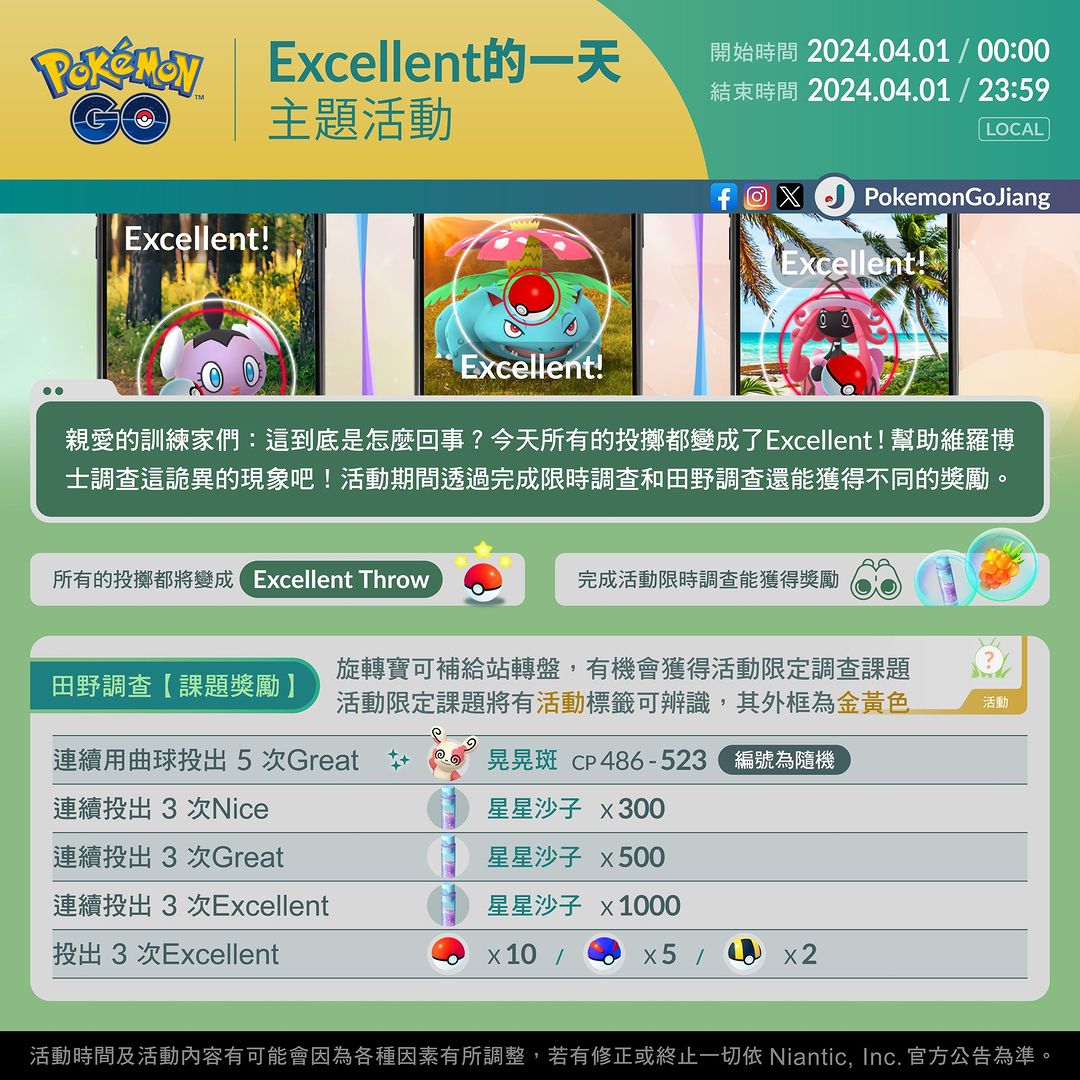 POKÉMON
GO
TM
Excellent的一天
主題活動
開始時間 2024.04.01 / 00:00
結束時間 2024.04.01 / 23:59
LOCAL
PokemonGoJiang
Excellent!
Excellent!
Excellent!
親愛的訓練家們：這到底是怎麼回事？今天所有的投擲都變成了Excellent！幫助維羅博
士調查這詭異的現象吧！活動期間透過完成限時調查和田野調查還能獲得不同的獎勵。
所有的投擲都將變成 Excellent Throw
完成活動限時調查能獲得獎勵
田野調查【課題獎勵】
旋轉寶可補給站轉盤，有機會獲得活動限定調查課題
活動限定課題將有活動標籤可辨識，其外框為金黃色
?
活動
連續用曲球投出 5 次Great 晃晃斑 CP 486 - 523 編號為隨機
連續投出 3 次Nice 星星沙子 x 300
連續投出 3 次Great 星星沙子 x 500
連續投出 3 次Excellent 星星沙子 x 1000
投出 3 次Excellent x 10 / x 5 / x 2
活動時間及活動內容有可能會因為各種因素有所調整，若有修正或終止一切依 Niantic, Inc. 官方公告為準。